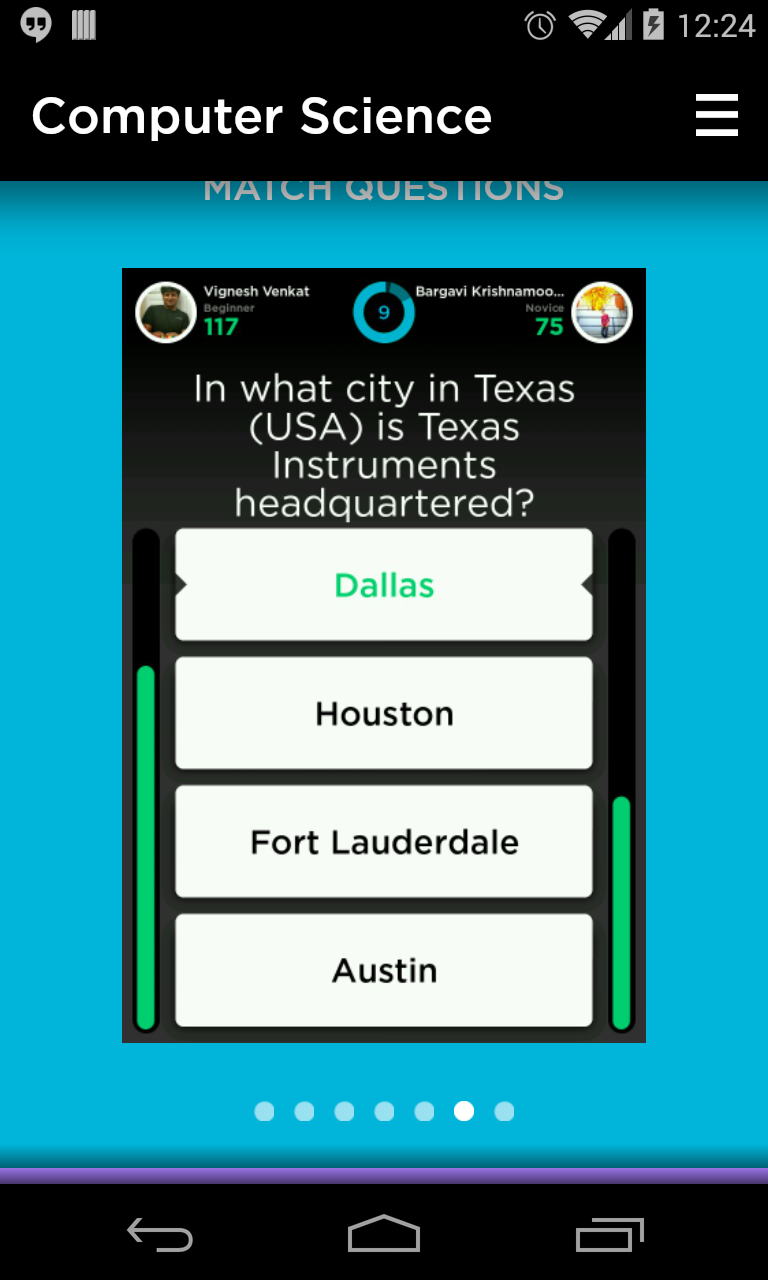 12:24
Computer Science
MATCH QUESTIONS
Vignesh Venkat
Beginner
117
9
Bargavi Krishnamoo...
Novice
75
In what city in Texas
(USA) is Texas
Instruments
headquartered?
Dallas
Houston
Fort Lauderdale
Austin